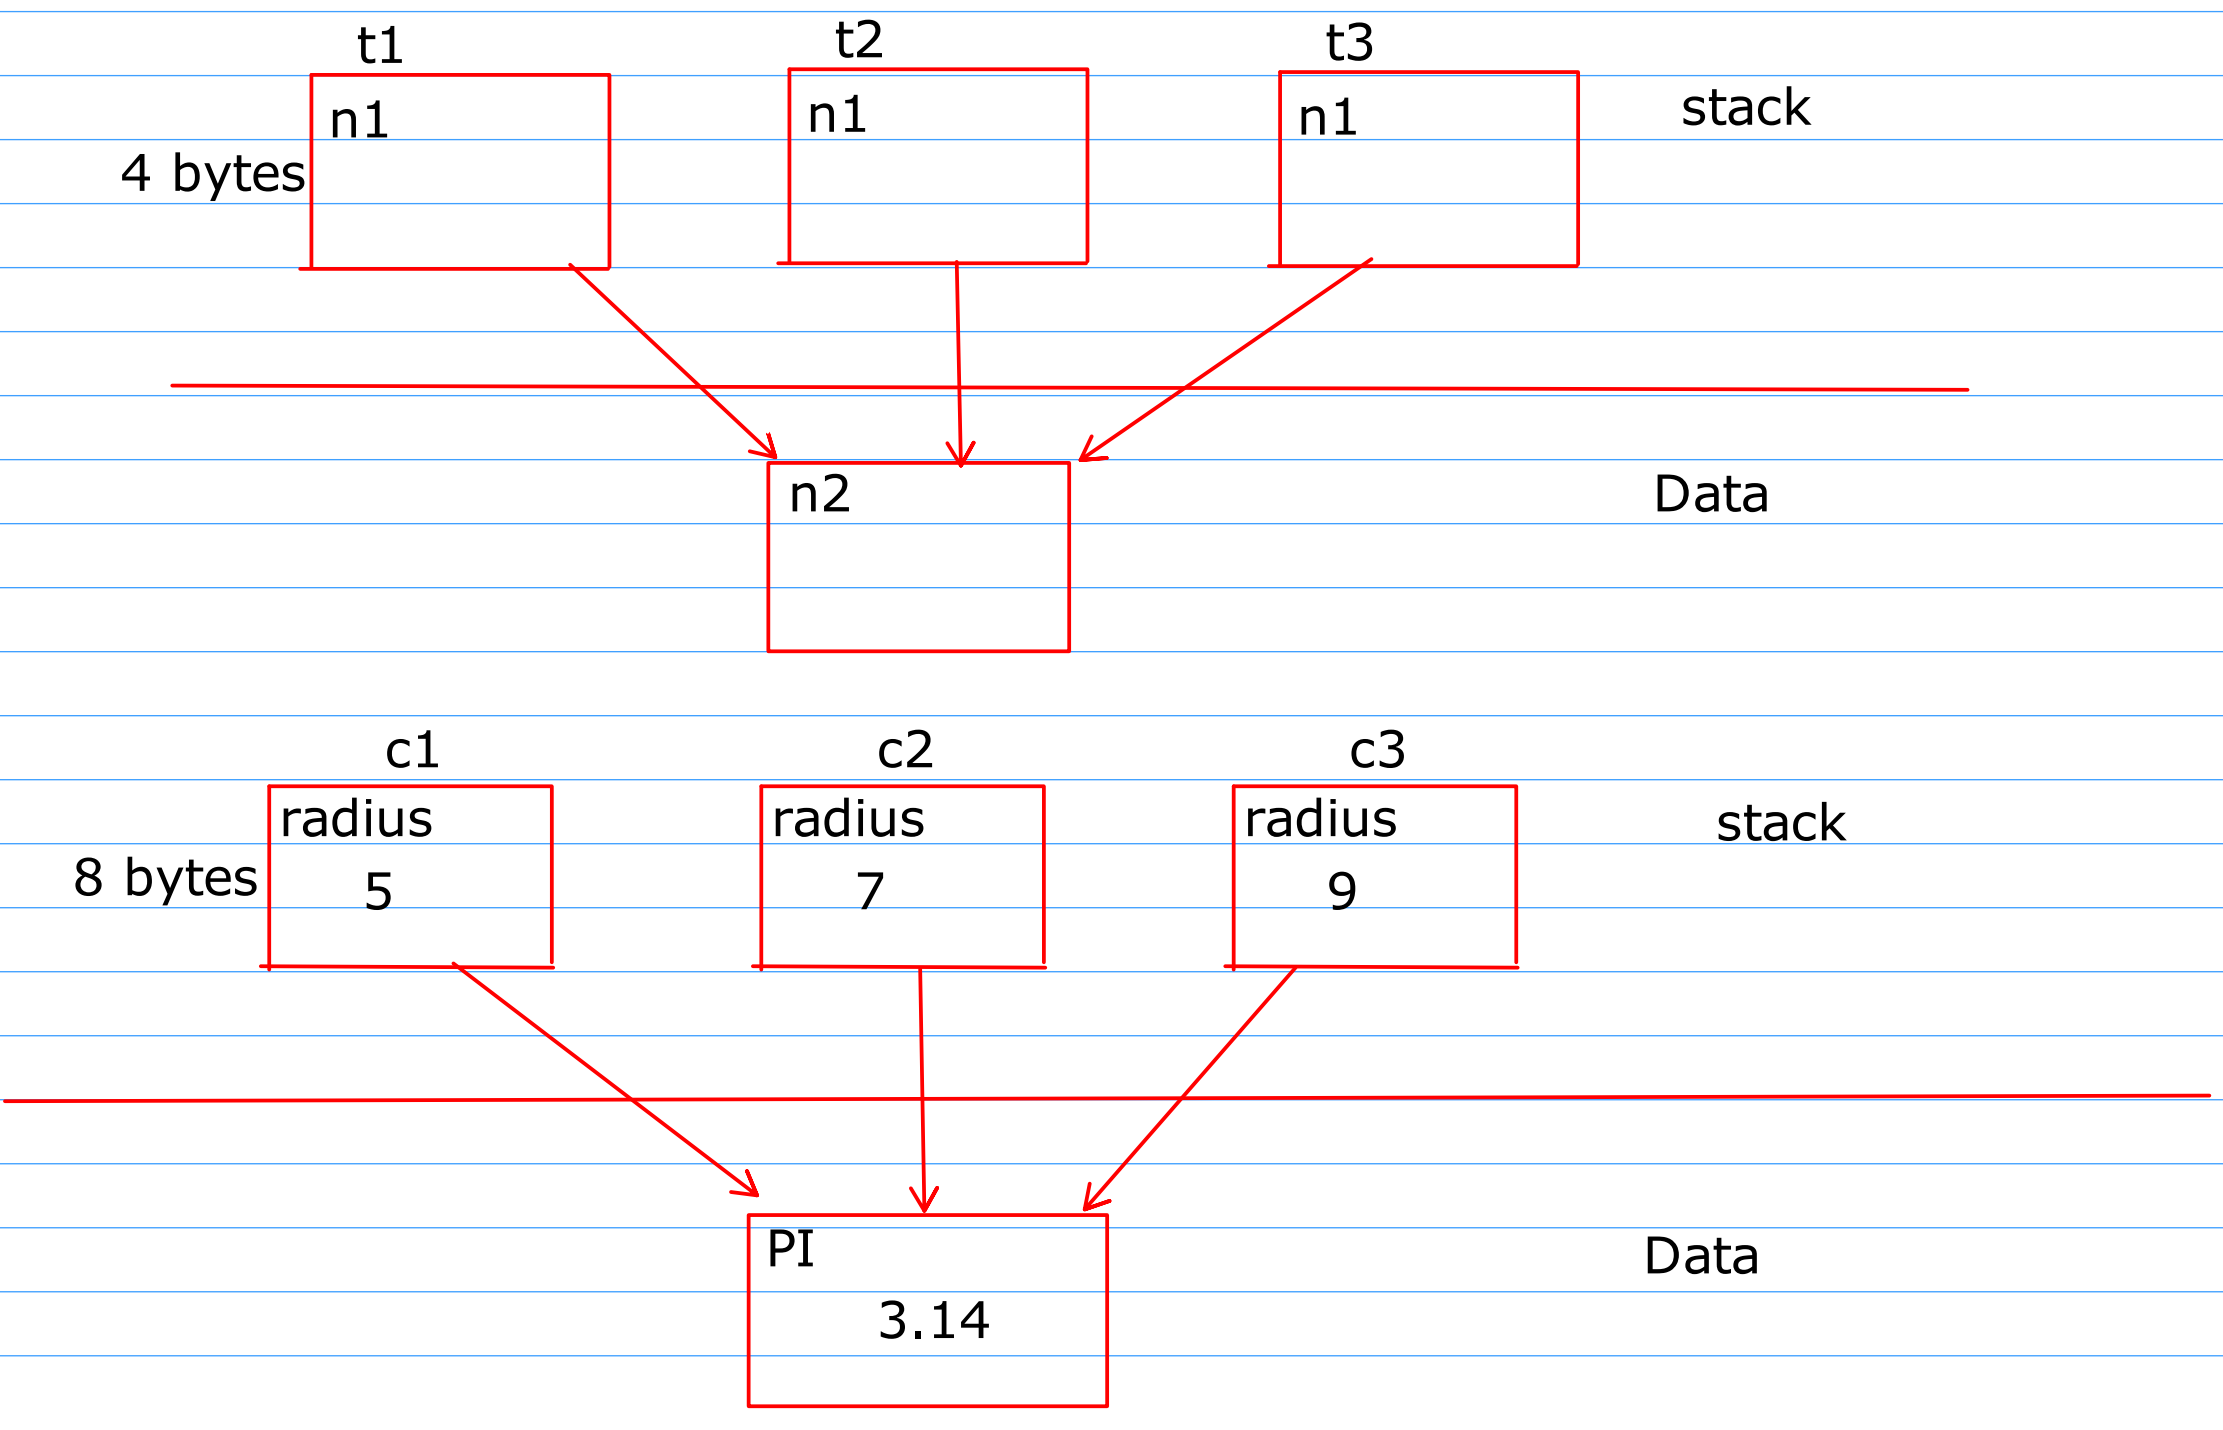 t1 t2 t3
n1 n1 n1 stack
4 bytes
n2 Data
c1 c2 c3
radius radius radius stack
8 bytes 5 7 9
PI Data
3.14